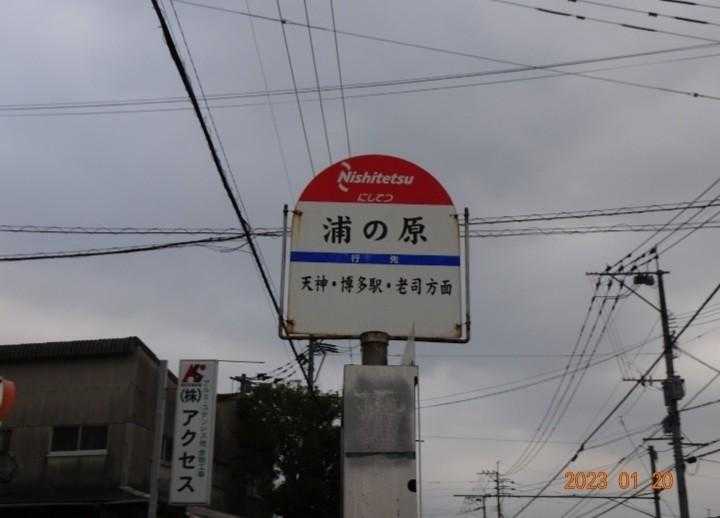 Nishitetsu
にしてつ
浦の原
行先
天神・博多駅・老司方面
(株)アクセス
2023 01 20